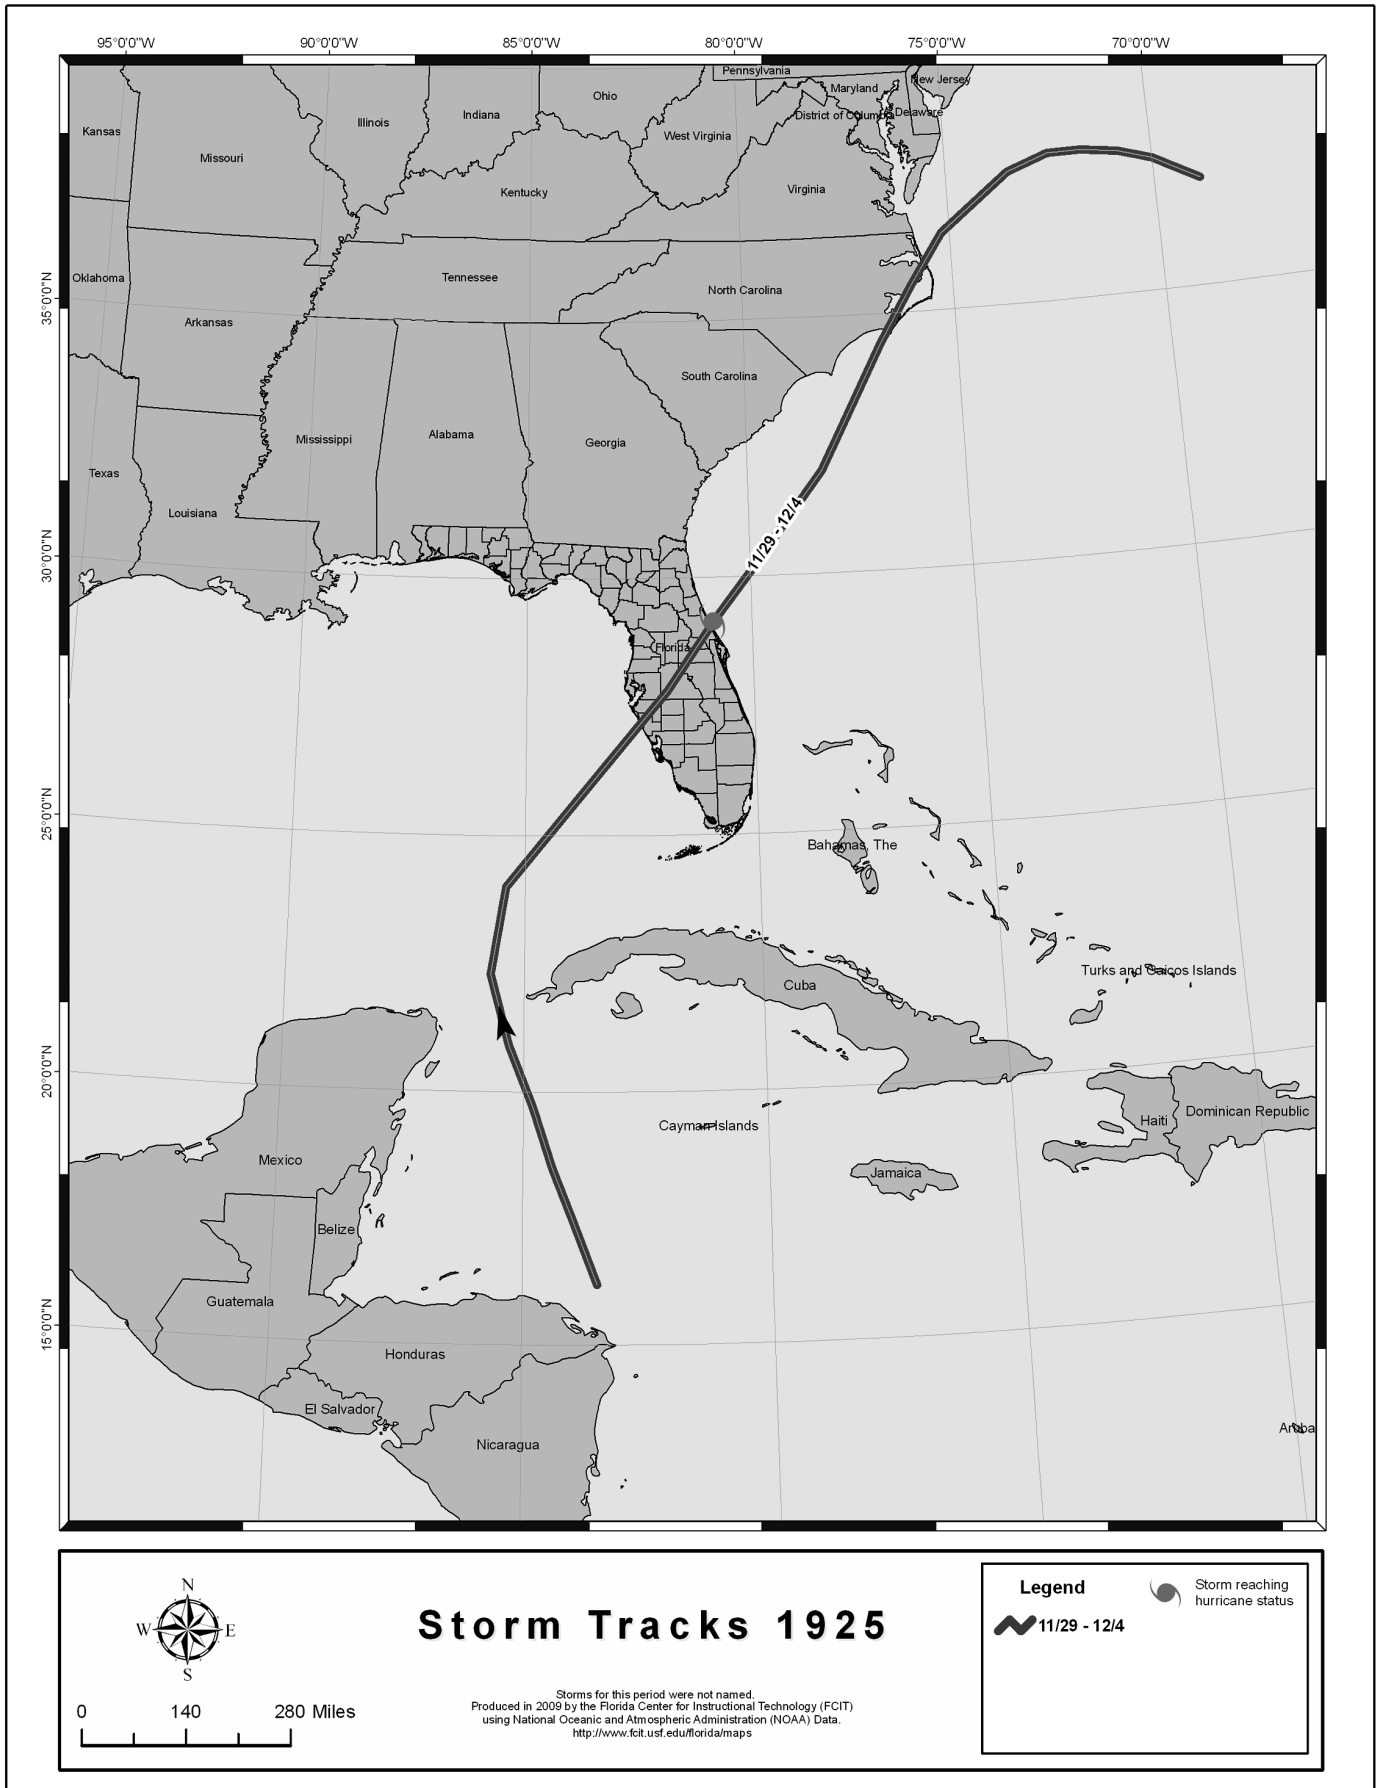 95°0'0"W 90°0'0"W 85°0'0"W 80°0'0"W 75°0'0"W 70°0'0"W
Pennsylvania
New Jersey
Ohio
Maryland
Indiana
Illinois
District of Columbia
Delaware
Kansas
West Virginia
Missouri
Kentucky
Virginia
Oklahoma
Tennessee
North Carolina
35°0'0"N
Arkansas
South Carolina
Mississippi
Alabama
Georgia
Texas
Louisiana
11/29 - 12/4
30°0'0"N
Florida
25°0'0"N
Bahamas, The
Turks and Caicos Islands
Cuba
20°0'0"N
Cayman Islands
Haiti
Dominican Republic
Mexico
Jamaica
Belize
Guatemala
15°0'0"N
Honduras
El Salvador
Aruba
Nicaragua
N
W E
S
0 140 280 Miles
Storm Tracks 1925
Storms for this period were not named.
Produced in 2009 by the Florida Center for Instructional Technology (FCIT)
using National Oceanic and Atmospheric Administration (NOAA) Data.
http://www.fcit.usf.edu/florida/maps
Legend
11/29 - 12/4
Storm reaching
hurricane status